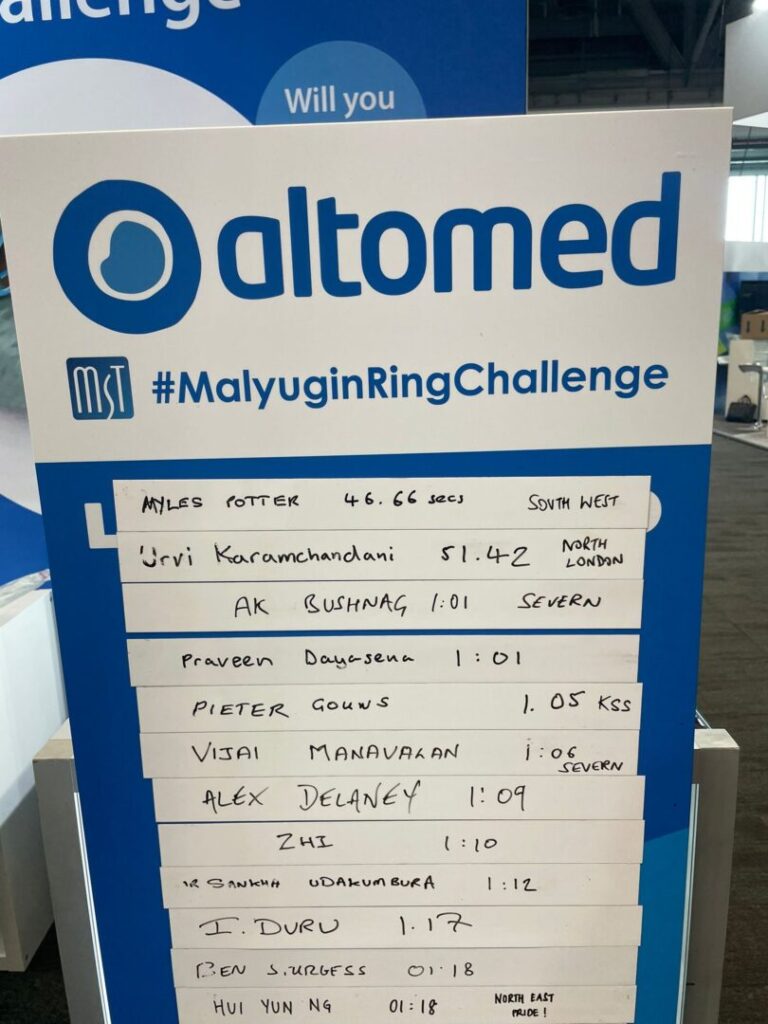 allenge
Will you
altomed
MST #MalyuginRingChallenge
L
MYLES POTTER 46.66 secs SOUTH WEST
Urvi Karamchandani 51.42 NORTH LONDON
AK BUSHNAG 1:01 SEVERN
Praveen Dayasena 1:01
PIETER GOUWS 1.05 KSS
VIJAI MANAVALAN 1:06 SEVERN
ALEX DELANEY 1:09
ZHI 1:10
SANKHA UDAKUMBURA 1:12
I. DURU 1.17
BEN 01:18
HUI YUN NG 01:18 NORTH EAST PRIDE!